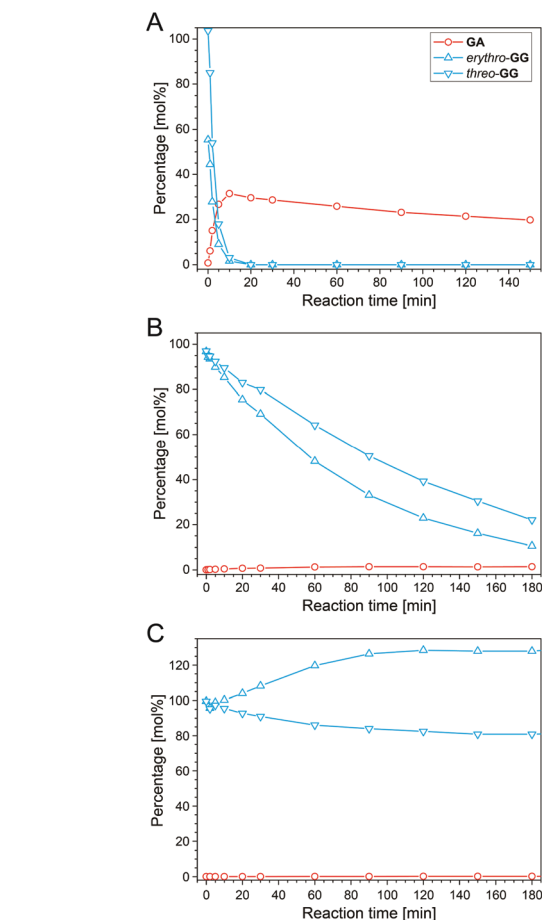 A
Percentage [mol%]
100
80
60
40
20
0
GA
erythro-GG
threo-GG
0 20 40 60 80 100 120 140
Reaction time [min]
B
Percentage [mol%]
100
80
60
40
20
0
0 20 40 60 80 100 120 140 160 180
Reaction time [min]
C
Percentage [mol%]
120
100
80
60
40
20
0
0 20 40 60 80 100 120 140 160 180
Reaction time [min]